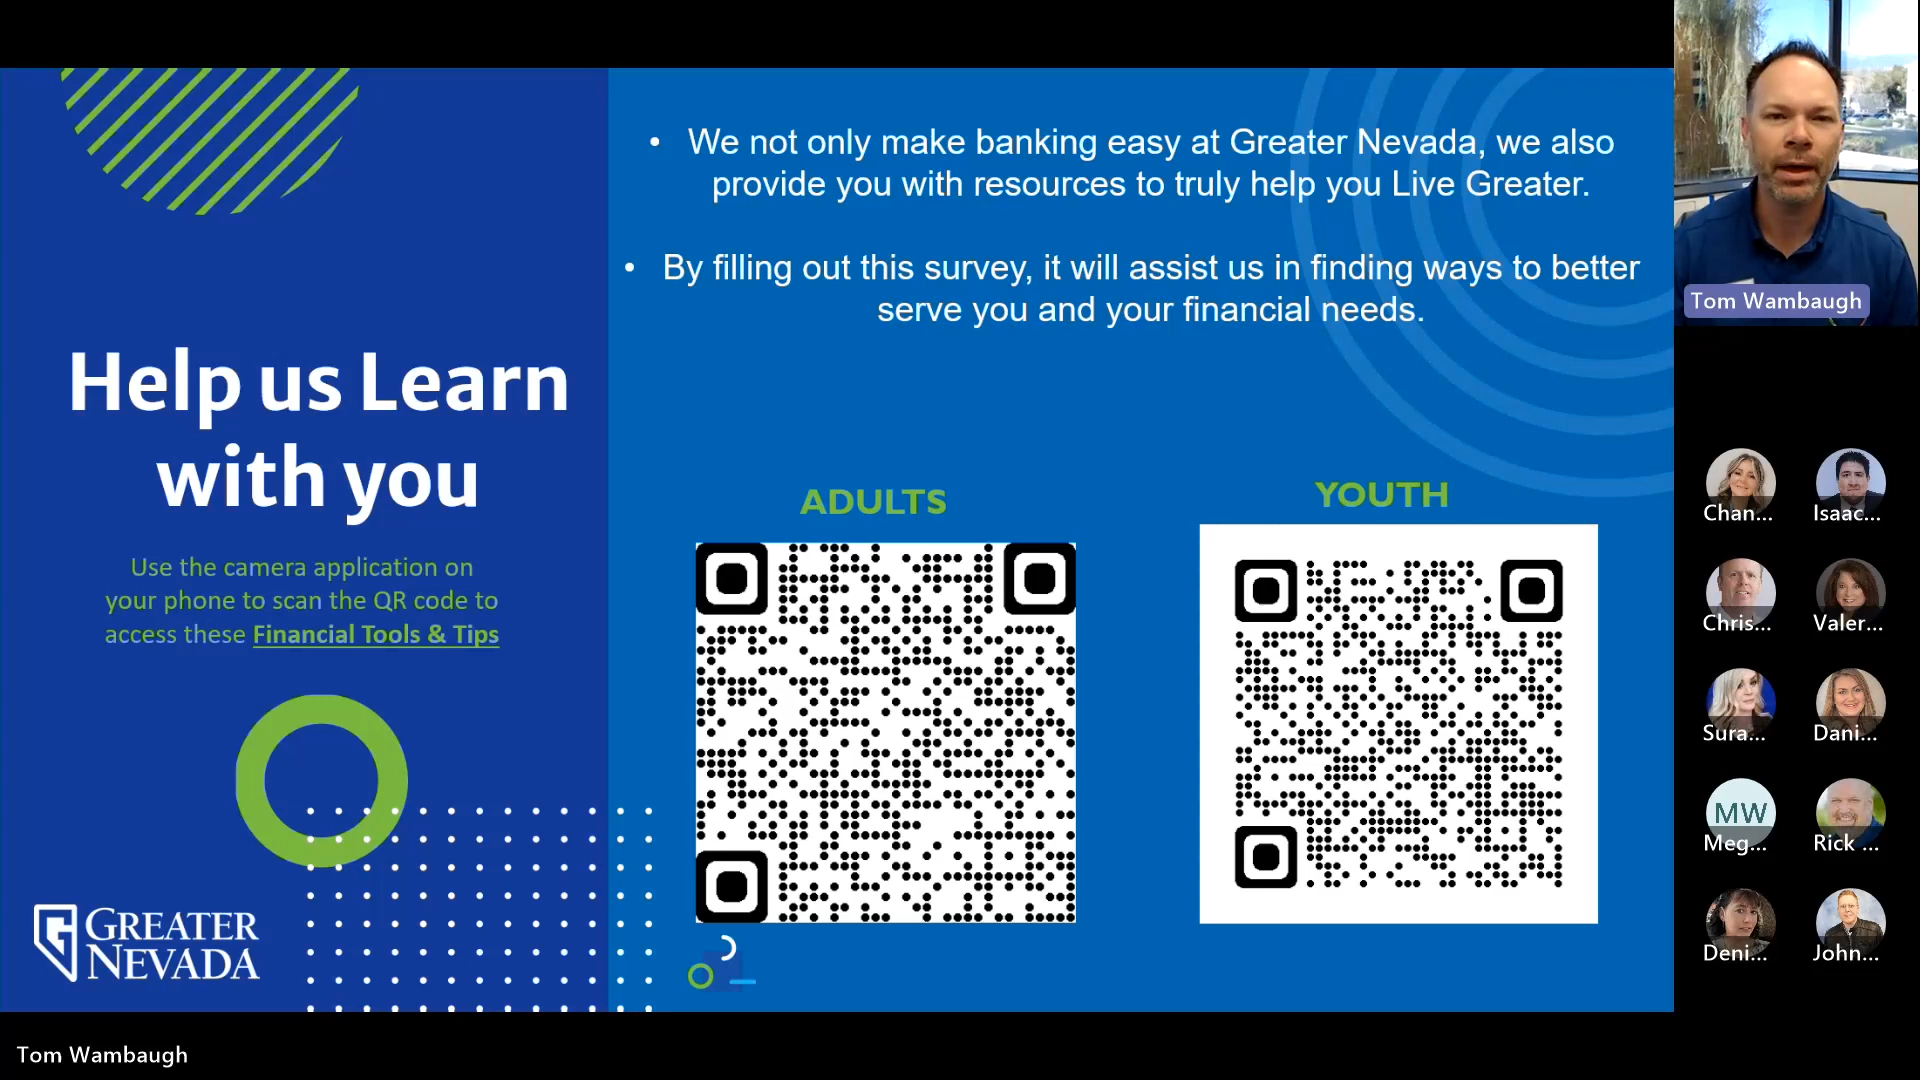 • We not only make banking easy at Greater Nevada, we also
provide you with resources to truly help you Live Greater.
• By filling out this survey, it will assist us in finding ways to better
serve you and your financial needs.
Help us Learn
with you
Use the camera application on
your phone to scan the QR code to
access these Financial Tools & Tips
ADULTS
YOUTH
GREATER
NEVADA
Tom Wambaugh
Chan...
Isaac...
Chris...
Valer...
Sura...
Dani...
MW
Meg...
Rick ...
Deni...
John...
Tom Wambaugh